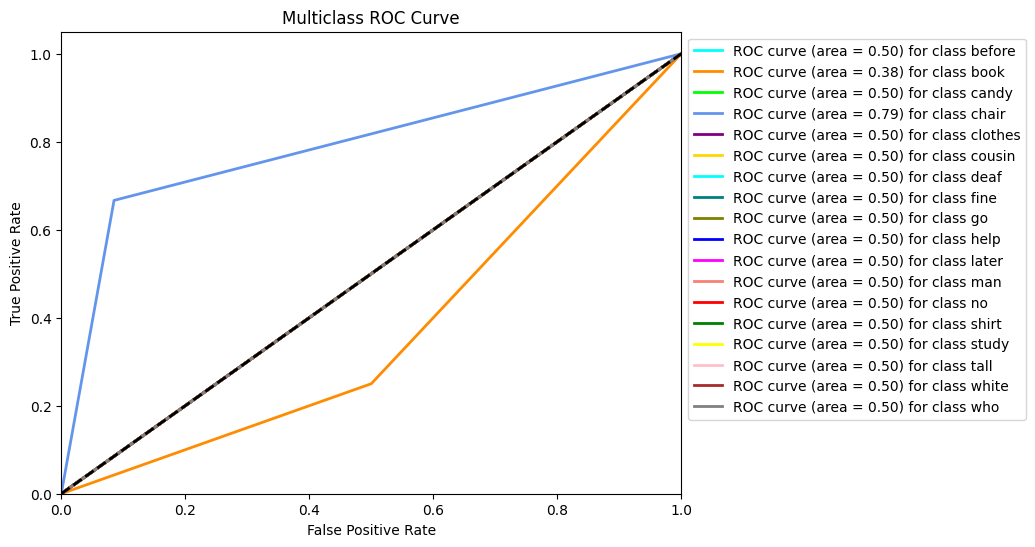 Multiclass ROC Curve
1.0
0.8
0.6
0.4
0.2
0.0
True Positive Rate
0.0 0.2 0.4 0.6 0.8 1.0
False Positive Rate
ROC curve (area = 0.50) for class before
ROC curve (area = 0.38) for class book
ROC curve (area = 0.50) for class candy
ROC curve (area = 0.79) for class chair
ROC curve (area = 0.50) for class clothes
ROC curve (area = 0.50) for class cousin
ROC curve (area = 0.50) for class deaf
ROC curve (area = 0.50) for class fine
ROC curve (area = 0.50) for class go
ROC curve (area = 0.50) for class help
ROC curve (area = 0.50) for class later
ROC curve (area = 0.50) for class man
ROC curve (area = 0.50) for class no
ROC curve (area = 0.50) for class shirt
ROC curve (area = 0.50) for class study
ROC curve (area = 0.50) for class tall
ROC curve (area = 0.50) for class white
ROC curve (area = 0.50) for class who